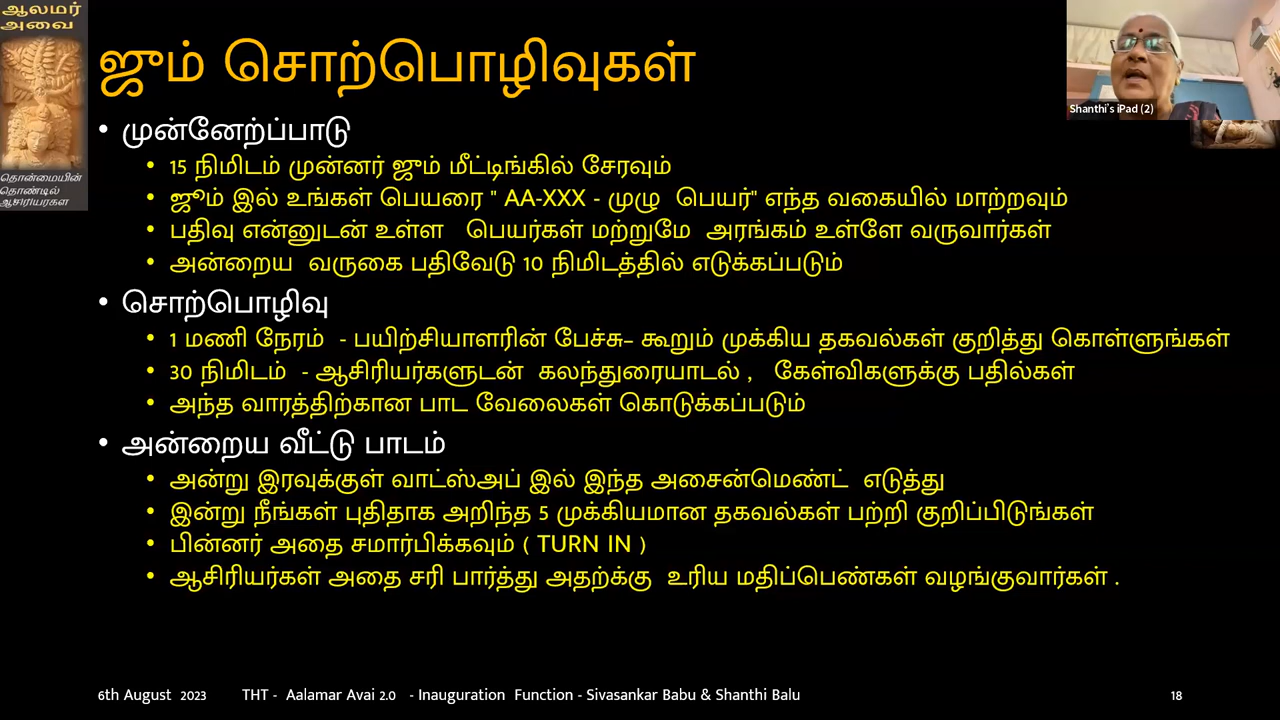 ஆலமர்
அவை
தொன்மையின்
தொண்டில்
ஜும் சொற்பொழிவுகள்
Shanthi's iPad (2)
• முன்னேற்ப்பாடு
• 15 நிமிடம் முன்னர் ஜும் மீட்டிங்கில் சேரவும்
• ஜூம் இல் உங்கள் பெயரை " AA-XXX - முழு பெயர்" எந்த வகையில் மாற்றவும்
• பதிவு என்னுடன் உள்ள பெயர்கள் மற்றுமே அரங்கம் உள்ளே வருவார்கள்
• அன்றைய வருகை பதிவேடு 10 நிமிடத்தில் எடுக்கப்படும்
• சொற்பொழிவு
• 1 மணி நேரம் - பயிற்சியாளரின் பேச்சு– கூறும் முக்கிய தகவல்கள் குறித்து கொள்ளுங்கள்
• 30 நிமிடம் - ஆசிரியர்களுடன் கலந்துரையாடல் , கேள்விகளுக்கு பதில்கள்
• அந்த வாரத்திற்கான பாட வேலைகள் கொடுக்கப்படும்
• அன்றைய வீட்டு பாடம்
• அன்று இரவுக்குள் வாட்ஸ்அப் இல் இந்த அசைன்மெண்ட் எடுத்து
• இன்று நீங்கள் புதிதாக அறிந்த 5 முக்கியமான தகவல்கள் பற்றி குறிப்பிடுங்கள்
• பின்னர் அதை சமார்பிக்கவும் ( TURN IN )
• ஆசிரியர்கள் அதை சரி பார்த்து அதற்க்கு உரிய மதிப்பெண்கள் வழங்குவார்கள் .
6th August 2023 THT - Aalamar Avai 2.0 - Inauguration Function - Sivasankar Babu & Shanthi Balu 18